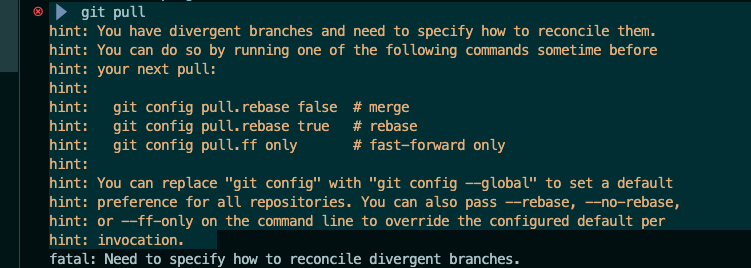 git pull
hint: You have divergent branches and need to specify how to reconcile them.
hint: You can do so by running one of the following commands sometime before
hint: your next pull:
hint:
hint:   git config pull.rebase false  # merge
hint:   git config pull.rebase true   # rebase
hint:   git config pull.ff only       # fast-forward only
hint:
hint: You can replace "git config" with "git config --global" to set a default
hint: preference for all repositories. You can also pass --rebase, --no-rebase,
hint: or --ff-only on the command line to override the configured default per
hint: invocation.
fatal: Need to specify how to reconcile divergent branches.